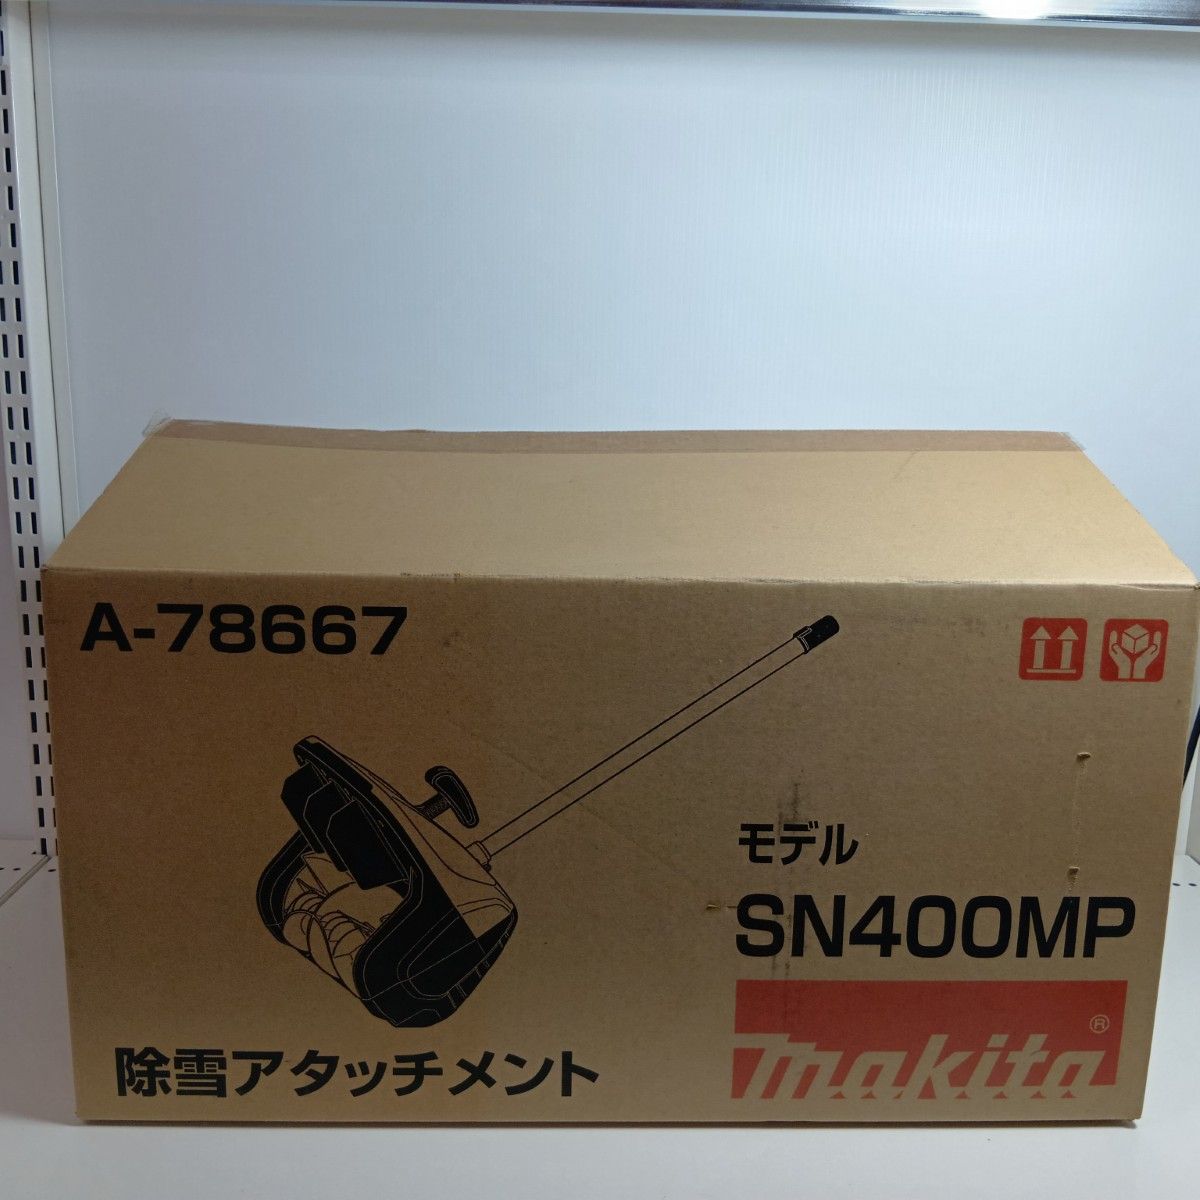 A-78667
モデル
SN400MP
makita®
除雪アタッチメント